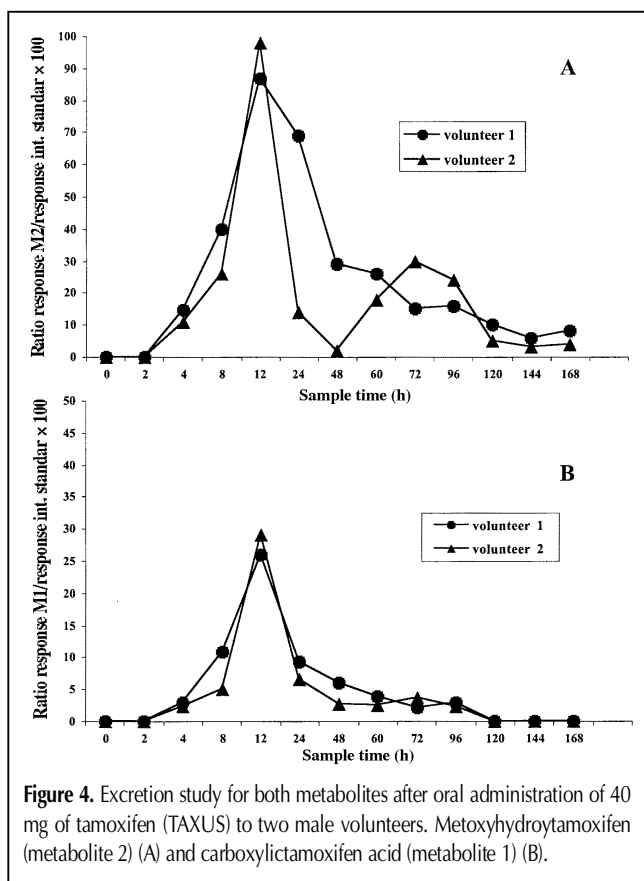 A
Ratio response M2/response int. standar × 100
100
90
80
70
60
50
40
30
20
10
0
volunteer 1
volunteer 2
0 2 4 8 12 24 48 60 72 96 120 144 168
Sample time (h)
B
Ratio response M1/response int. standar × 100
50
45
40
35
30
25
20
15
10
5
0
volunteer 1
volunteer 2
0 2 4 8 12 24 48 60 72 96 120 144 168
Sample time (h)
Figure 4. Excretion study for both metabolites after oral administration of 40
mg of tamoxifen (TAXUS) to two male volunteers. Metoxyhydroytamoxifen
(metabolite 2) (A) and carboxylictamoxifen acid (metabolite 1) (B).